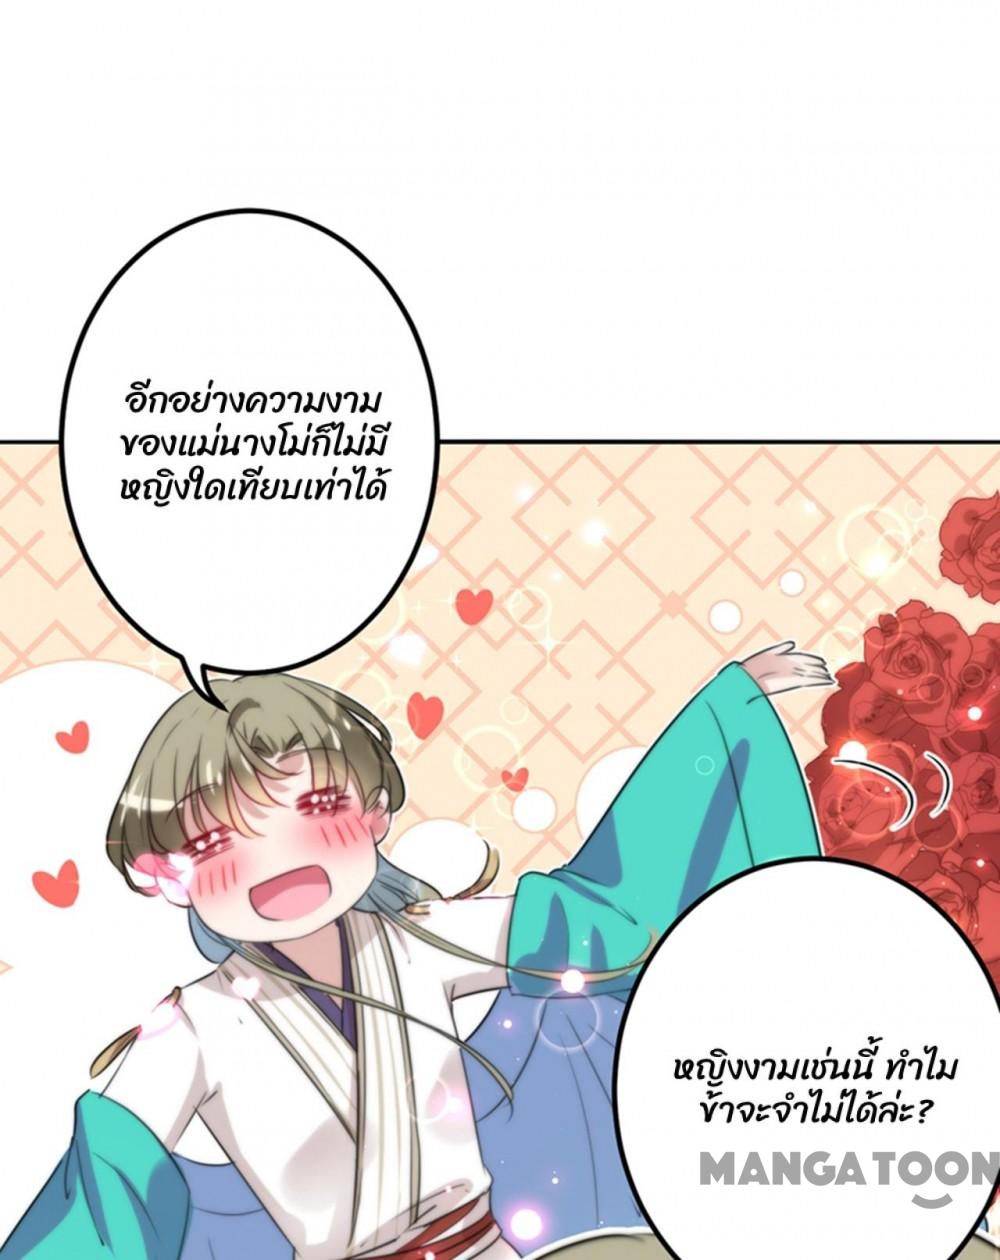 อีกอย่างความงาม
ของแม่นางโม่ก็ไม่มี
หญิงใดเทียบเท่าได้
หญิงงามเช่นนี้ ทำไม
ข้าจะจำไม่ได้ล่ะ?
MANGATOON